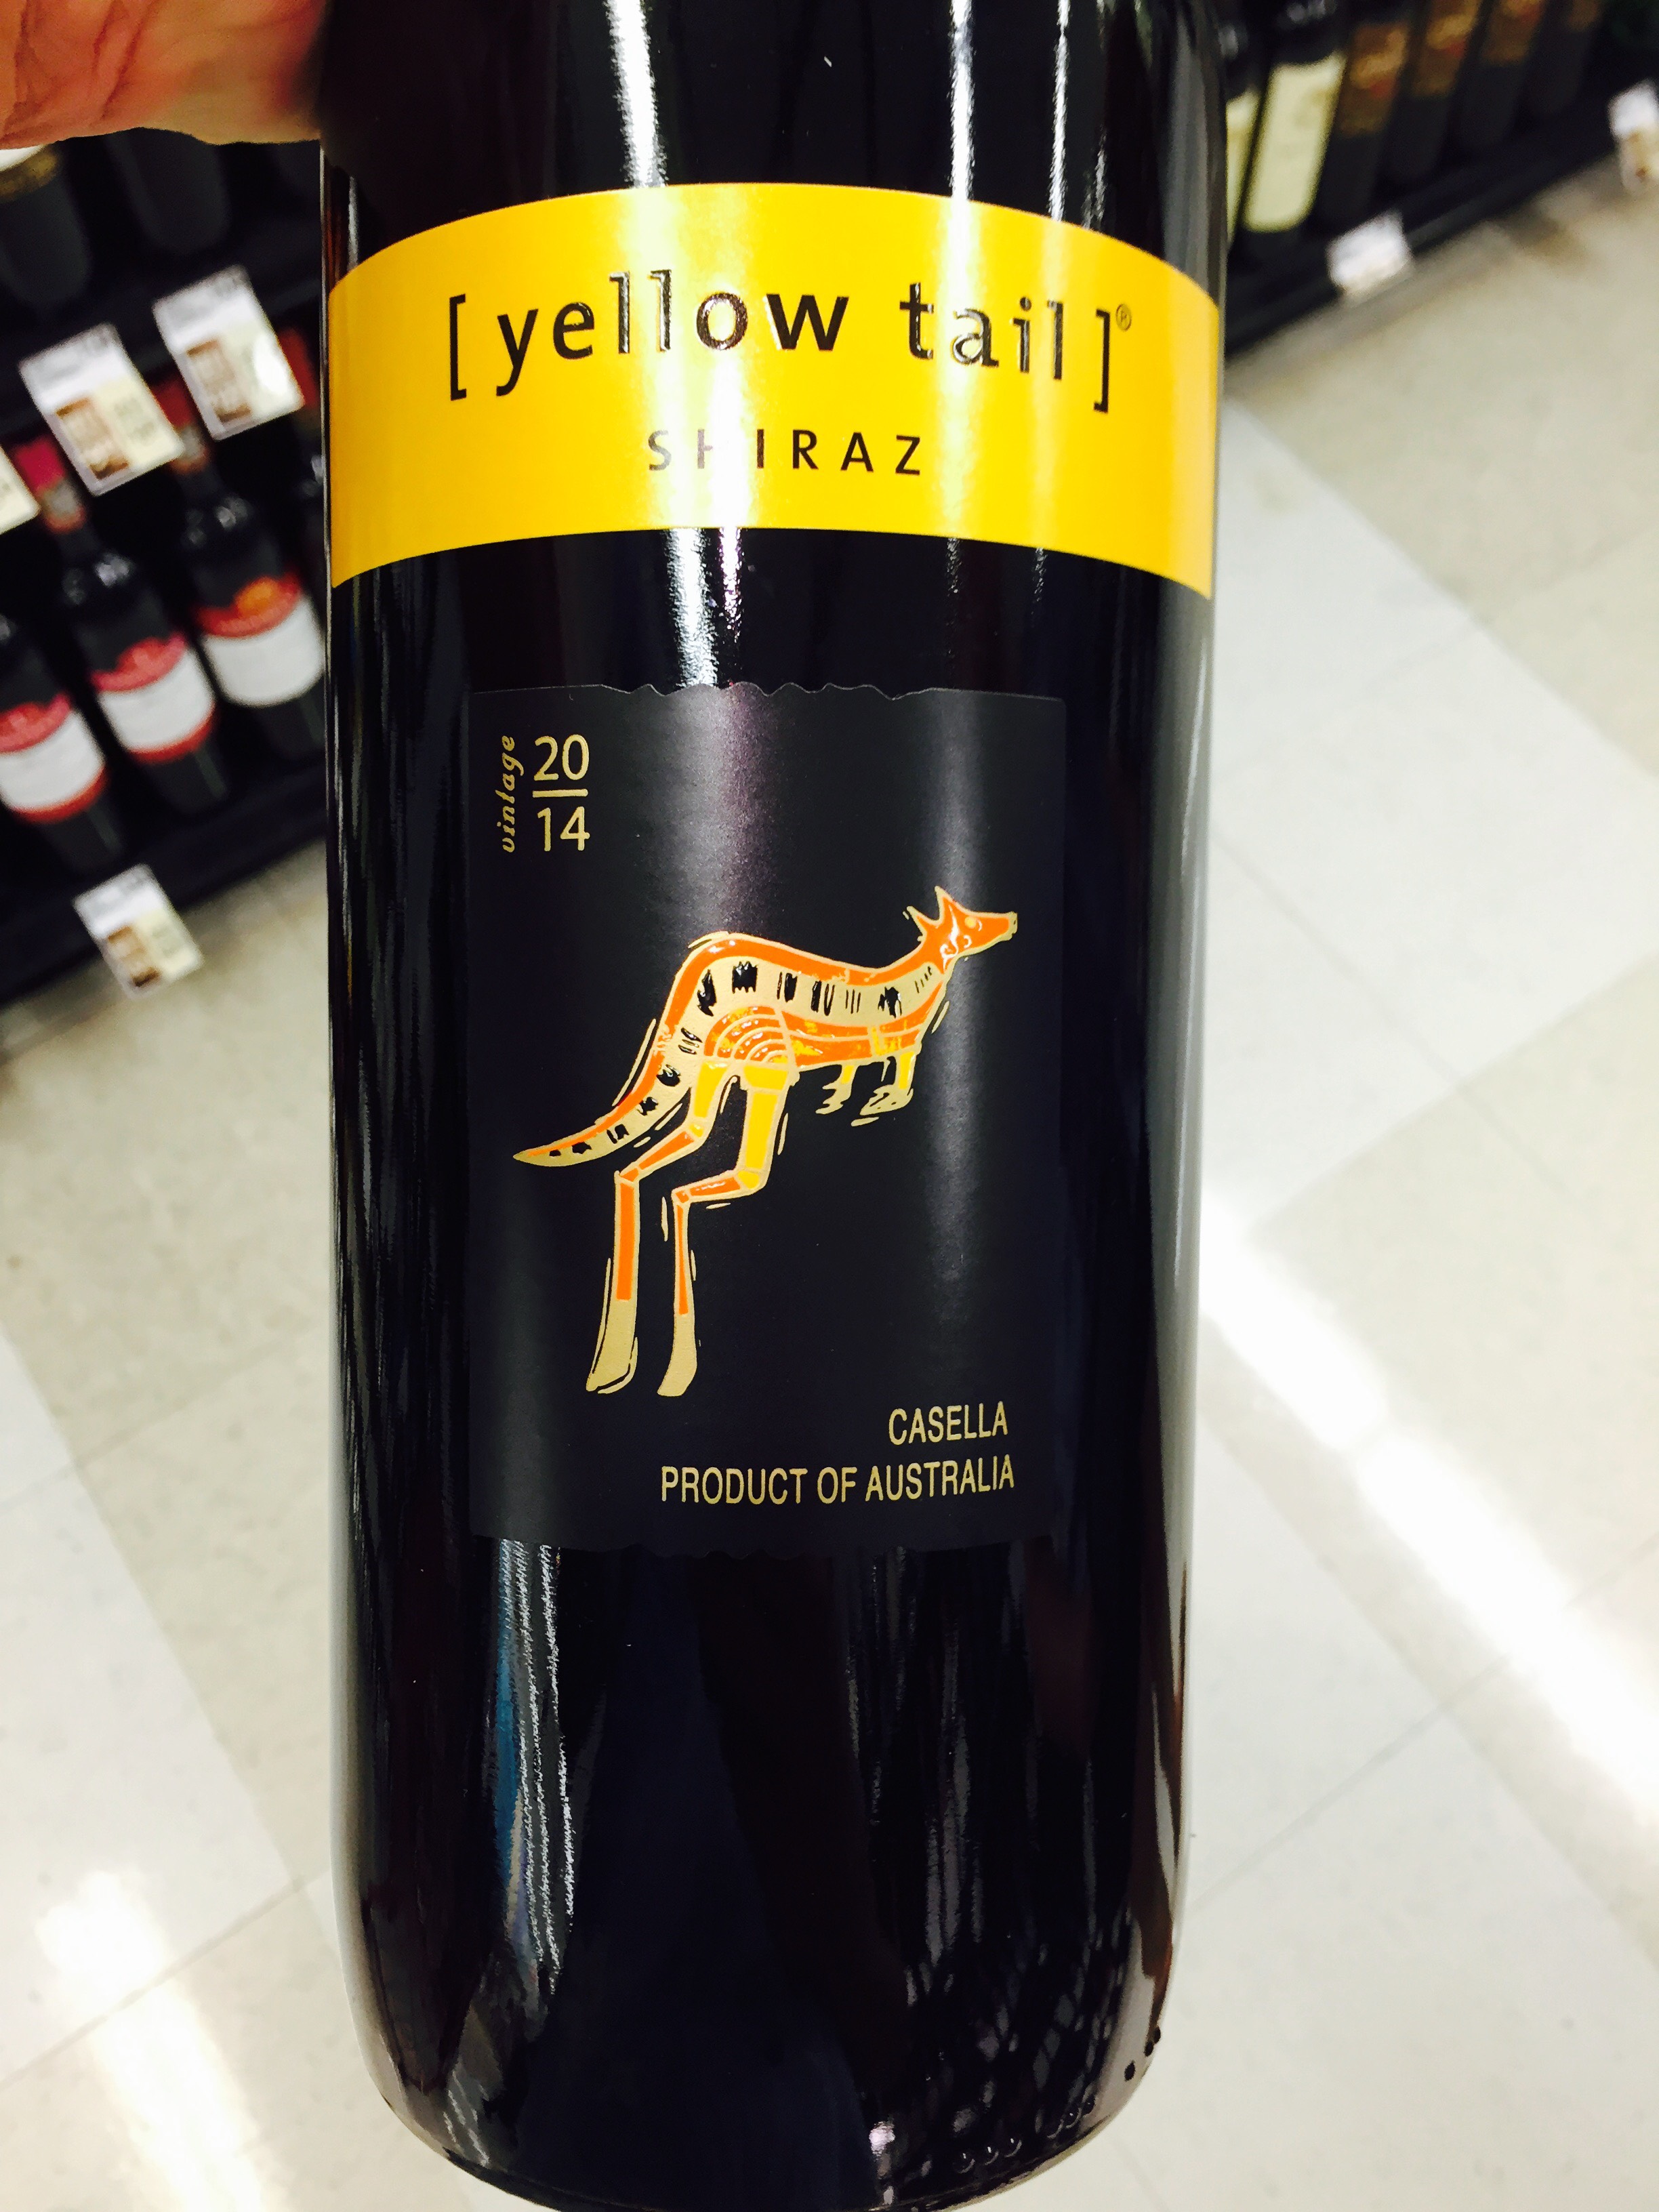 [ yellow tail ]®
SHIRAZ
vintage
20
14
CASELLA
PRODUCT OF AUSTRALIA